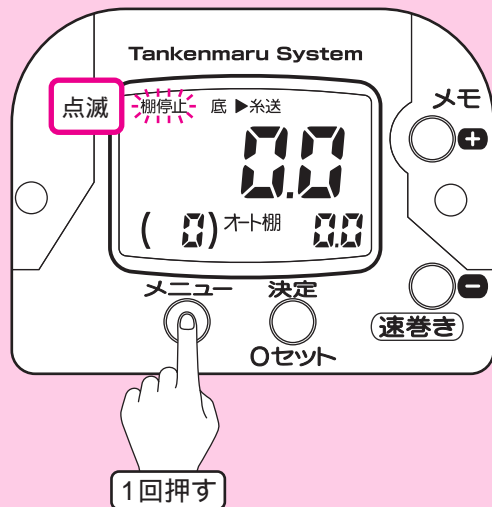 Tankenmaru System
点滅
棚停止 底 ▶糸送
メモ
+
0.0
( 0) オート棚 0.0
−
メニュー 決定
速巻き
0セット
1回押す